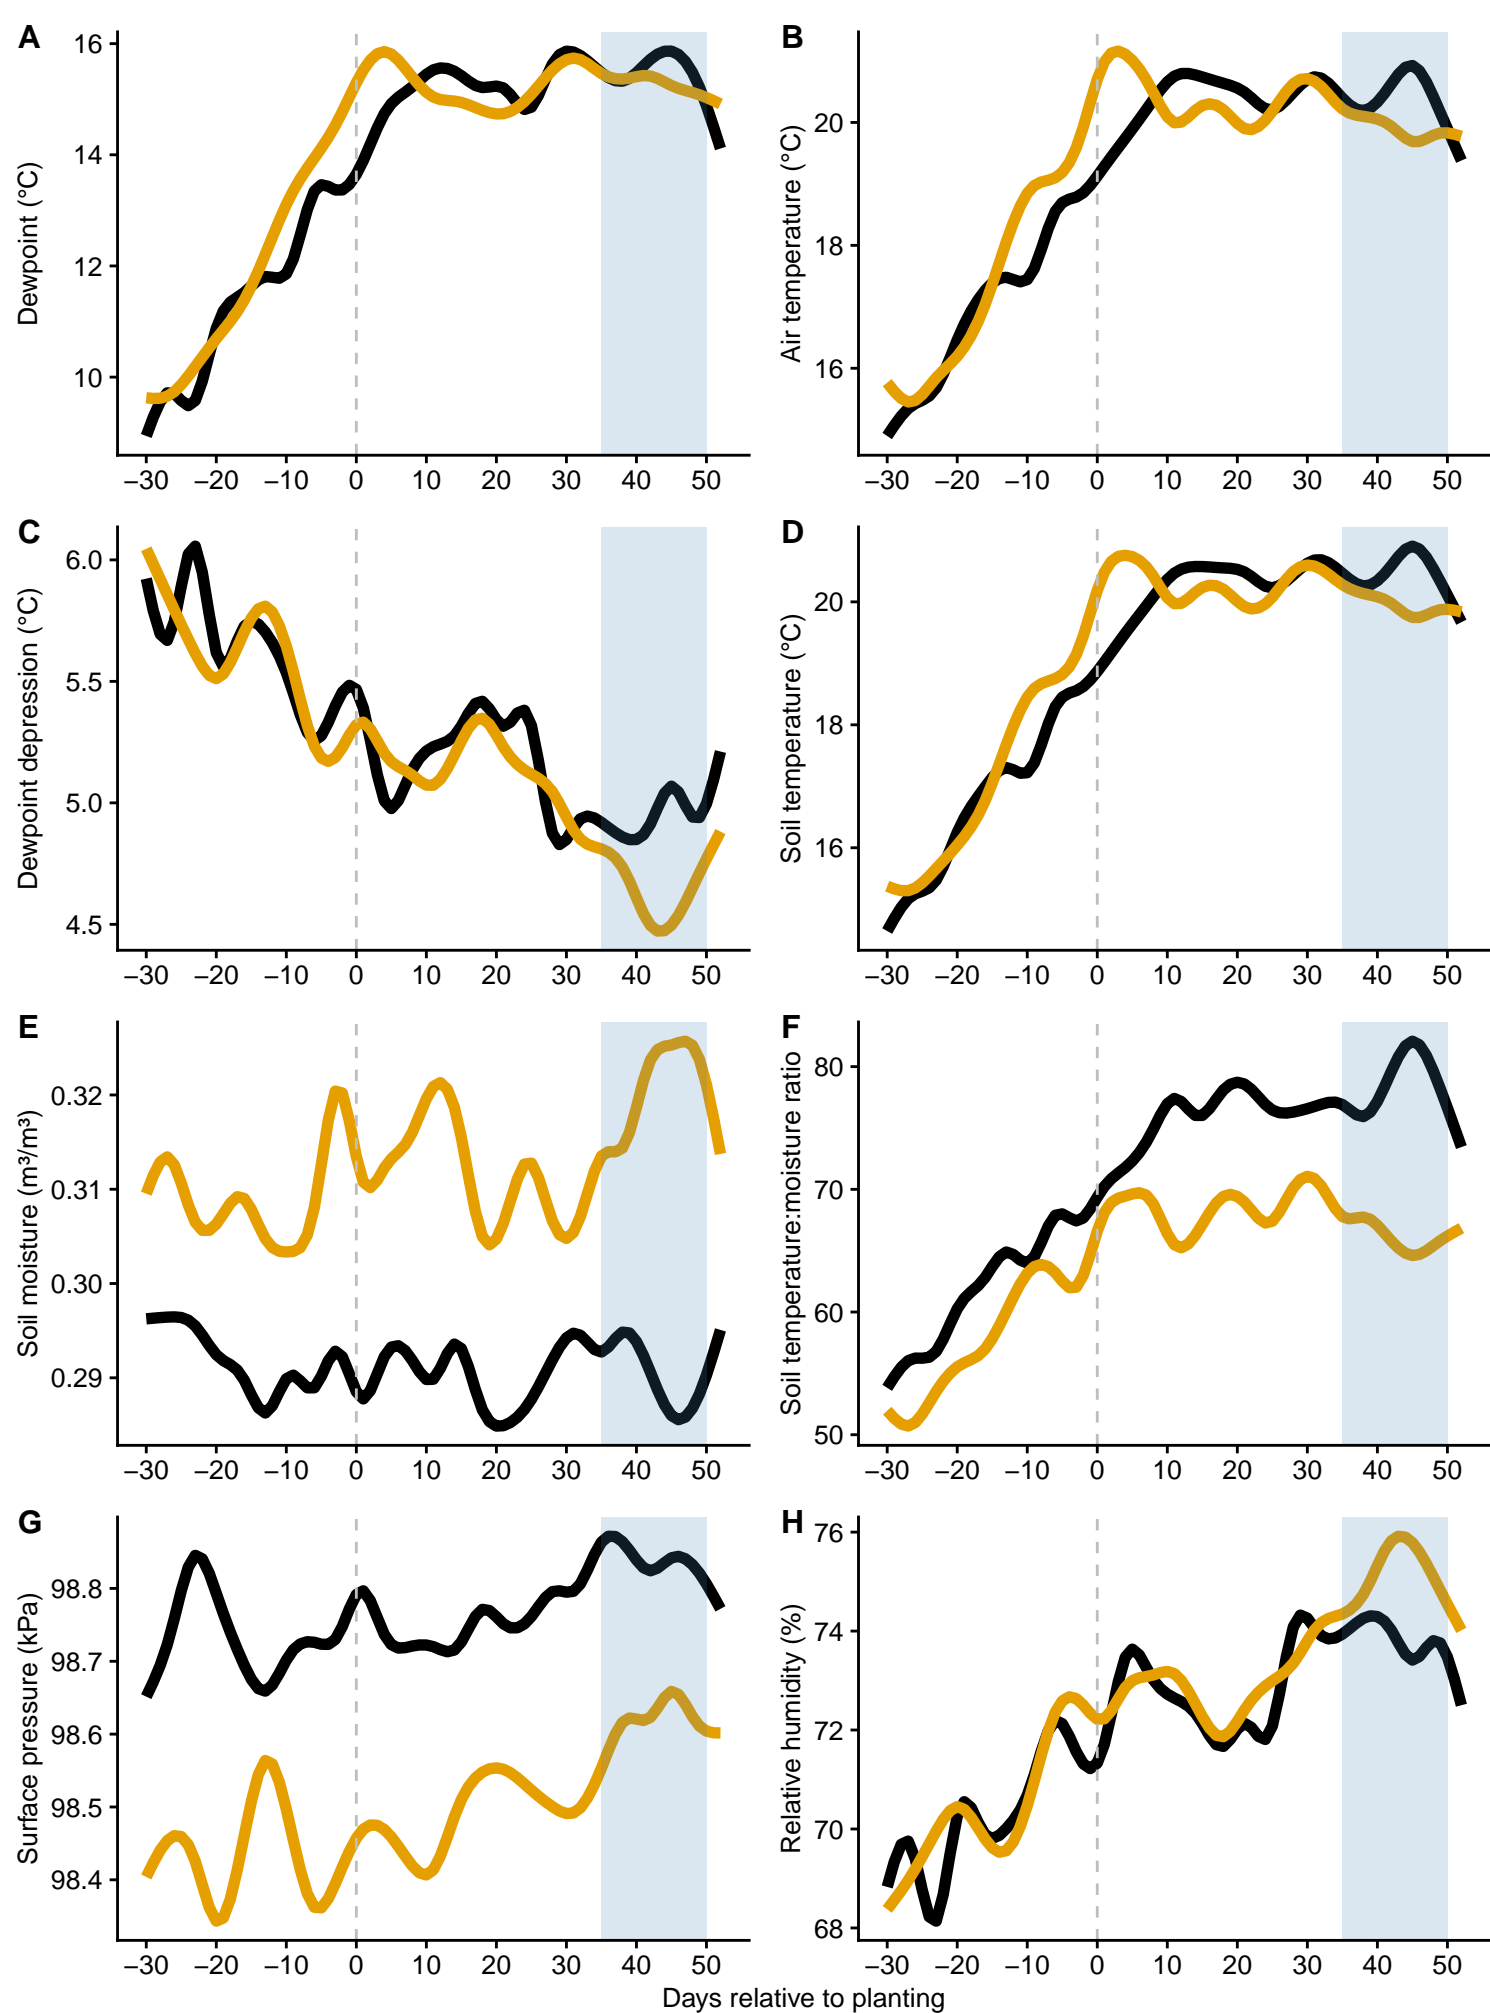 A
Dewpoint (°C)
16
14
12
10
−30 −20 −10 0 10 20 30 40 50
B
Air temperature (°C)
20
18
16
−30 −20 −10 0 10 20 30 40 50
C
Dewpoint depression (°C)
6.0
5.5
5.0
4.5
−30 −20 −10 0 10 20 30 40 50
D
Soil temperature (°C)
20
18
16
−30 −20 −10 0 10 20 30 40 50
E
Soil moisture (m³/m³)
0.32
0.31
0.30
0.29
−30 −20 −10 0 10 20 30 40 50
F
Soil temperature:moisture ratio
80
70
60
50
−30 −20 −10 0 10 20 30 40 50
G
Surface pressure (kPa)
98.8
98.7
98.6
98.5
98.4
−30 −20 −10 0 10 20 30 40 50
H
Relative humidity (%)
76
74
72
70
68
−30 −20 −10 0 10 20 30 40 50
Days relative to planting